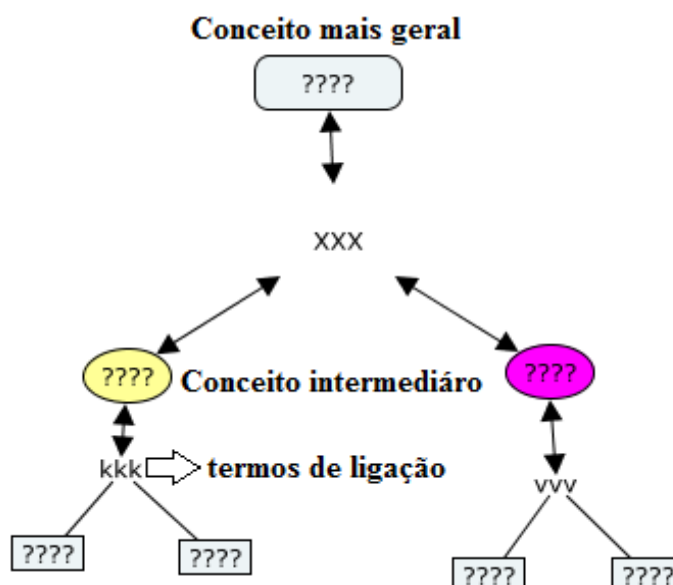 Conceito mais geral
????
XXX
????
Conceito intermediáro
????
kkk
termos de ligação
vvv
????
????
????
????